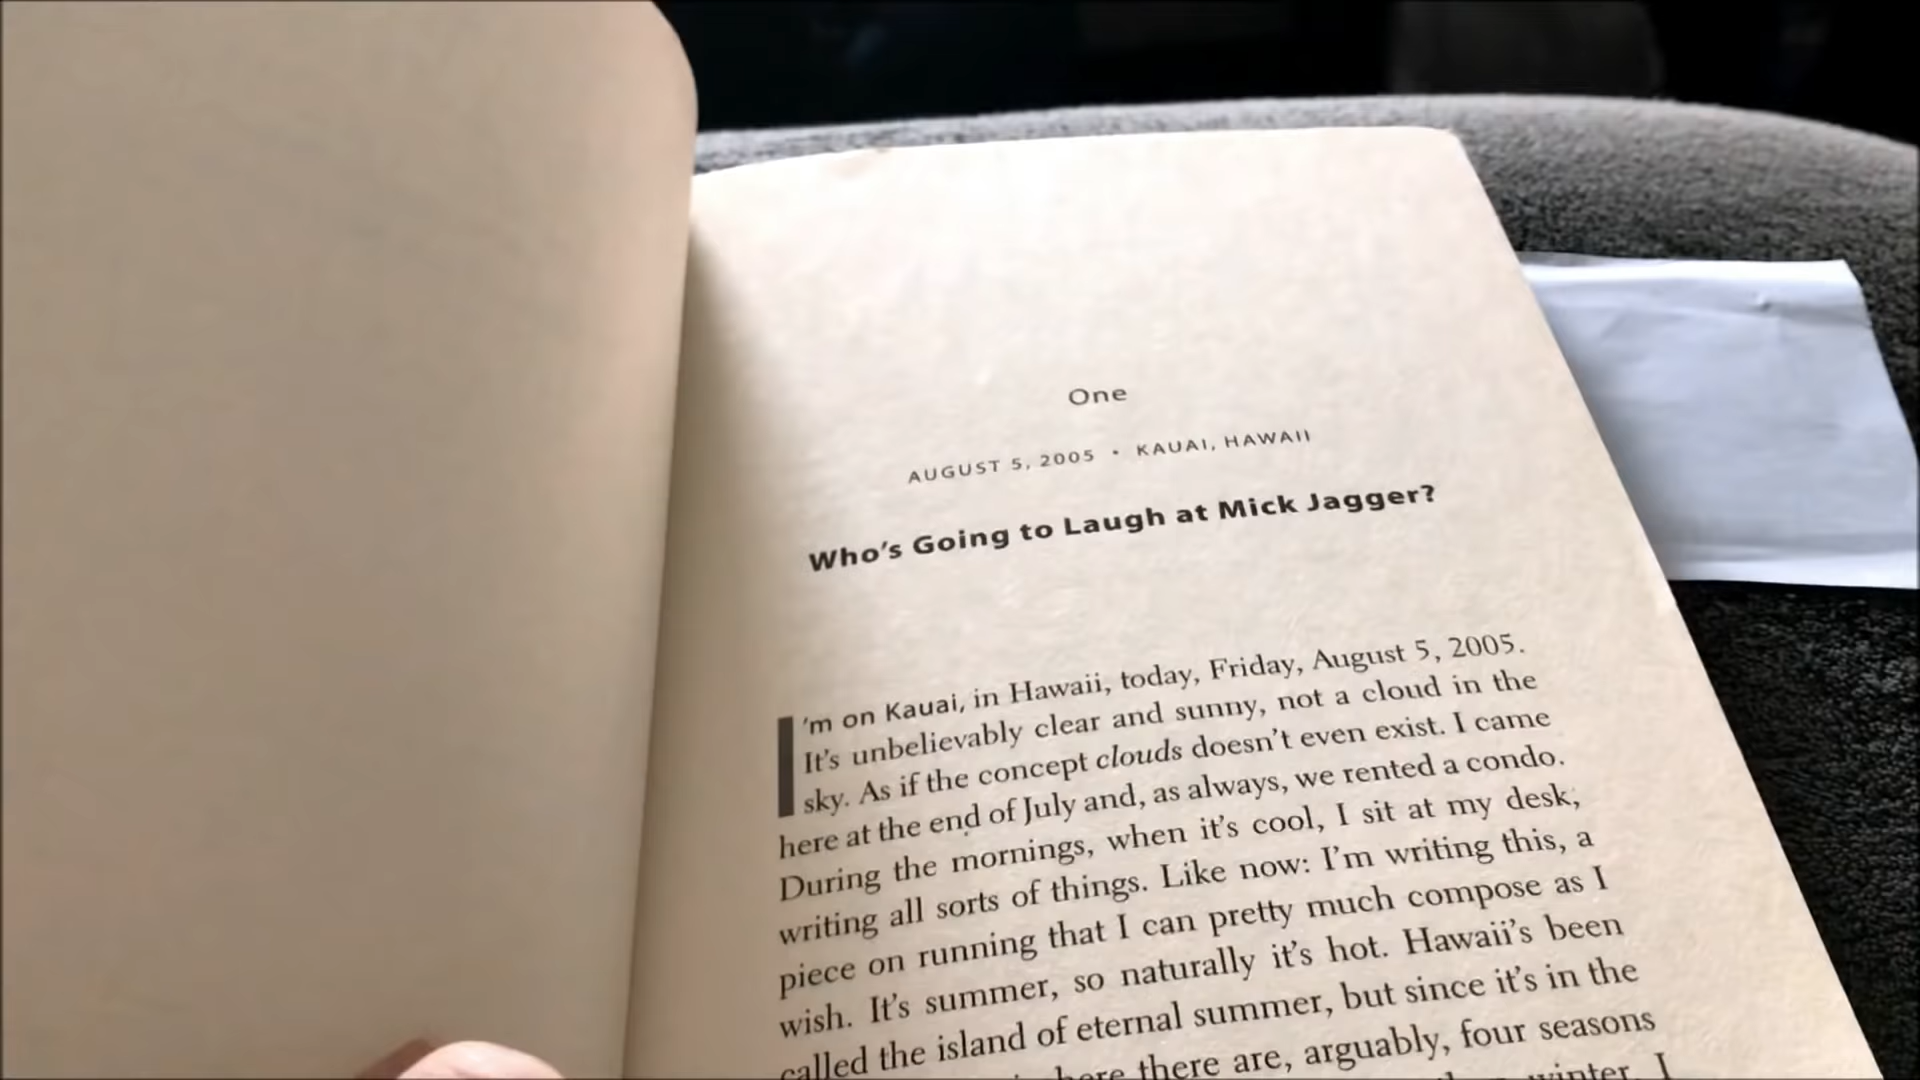 One
AUGUST 5, 2005 • KAUAI, HAWAII
Who's Going to Laugh at Mick Jagger?
I'm on Kauai, in Hawaii, today, Friday, August 5, 2005.
It's unbelievably clear and sunny, not a cloud in the
sky. As if the concept clouds doesn't even exist. I came
here at the end of July and, as always, we rented a condo.
During the mornings, when it's cool, I sit at my desk,
writing all sorts of things. Like now: I'm writing this, a
piece on running that I can pretty much compose as I
wish. It's summer, so naturally it's hot. Hawaii's been
called the island of eternal summer, but since it's in the
there are, arguably, four seasons
winter. I